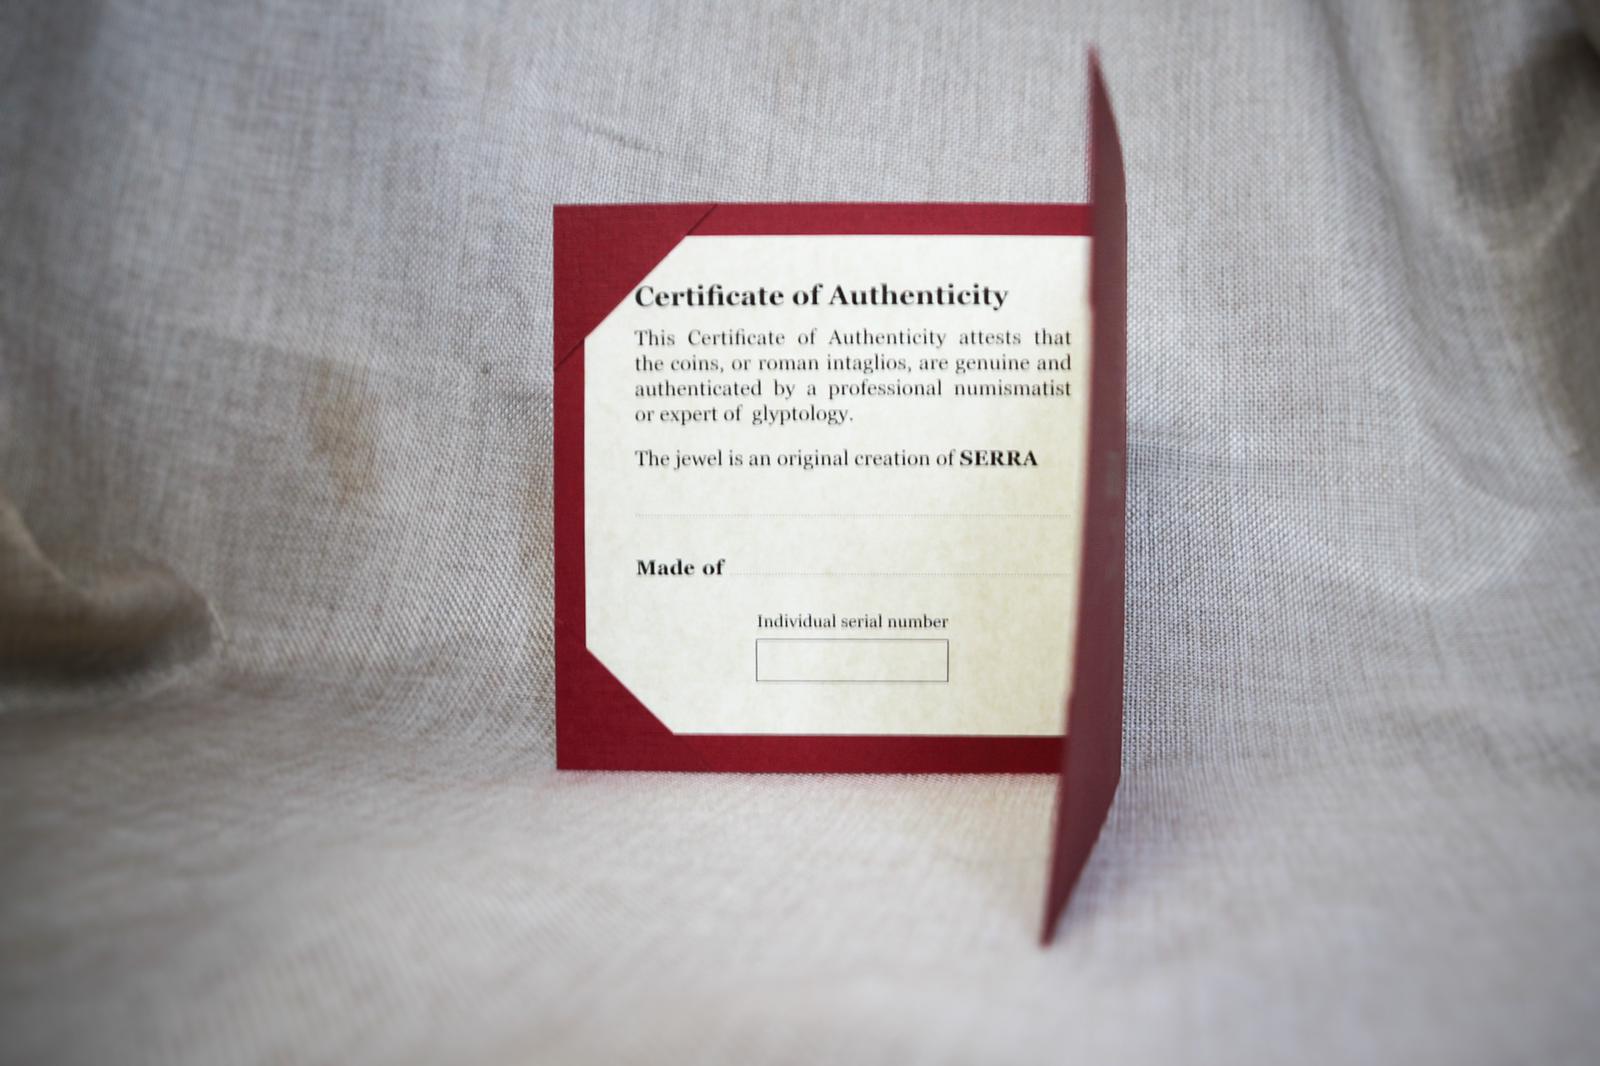 Certificate of Authenticity
This Certificate of Authenticity attests that
the coins, or roman intaglios, are genuine and
authenticated by a professional numismatist
or expert of glyptology.
The jewel is an original creation of SERRA
Made of
Individual serial number